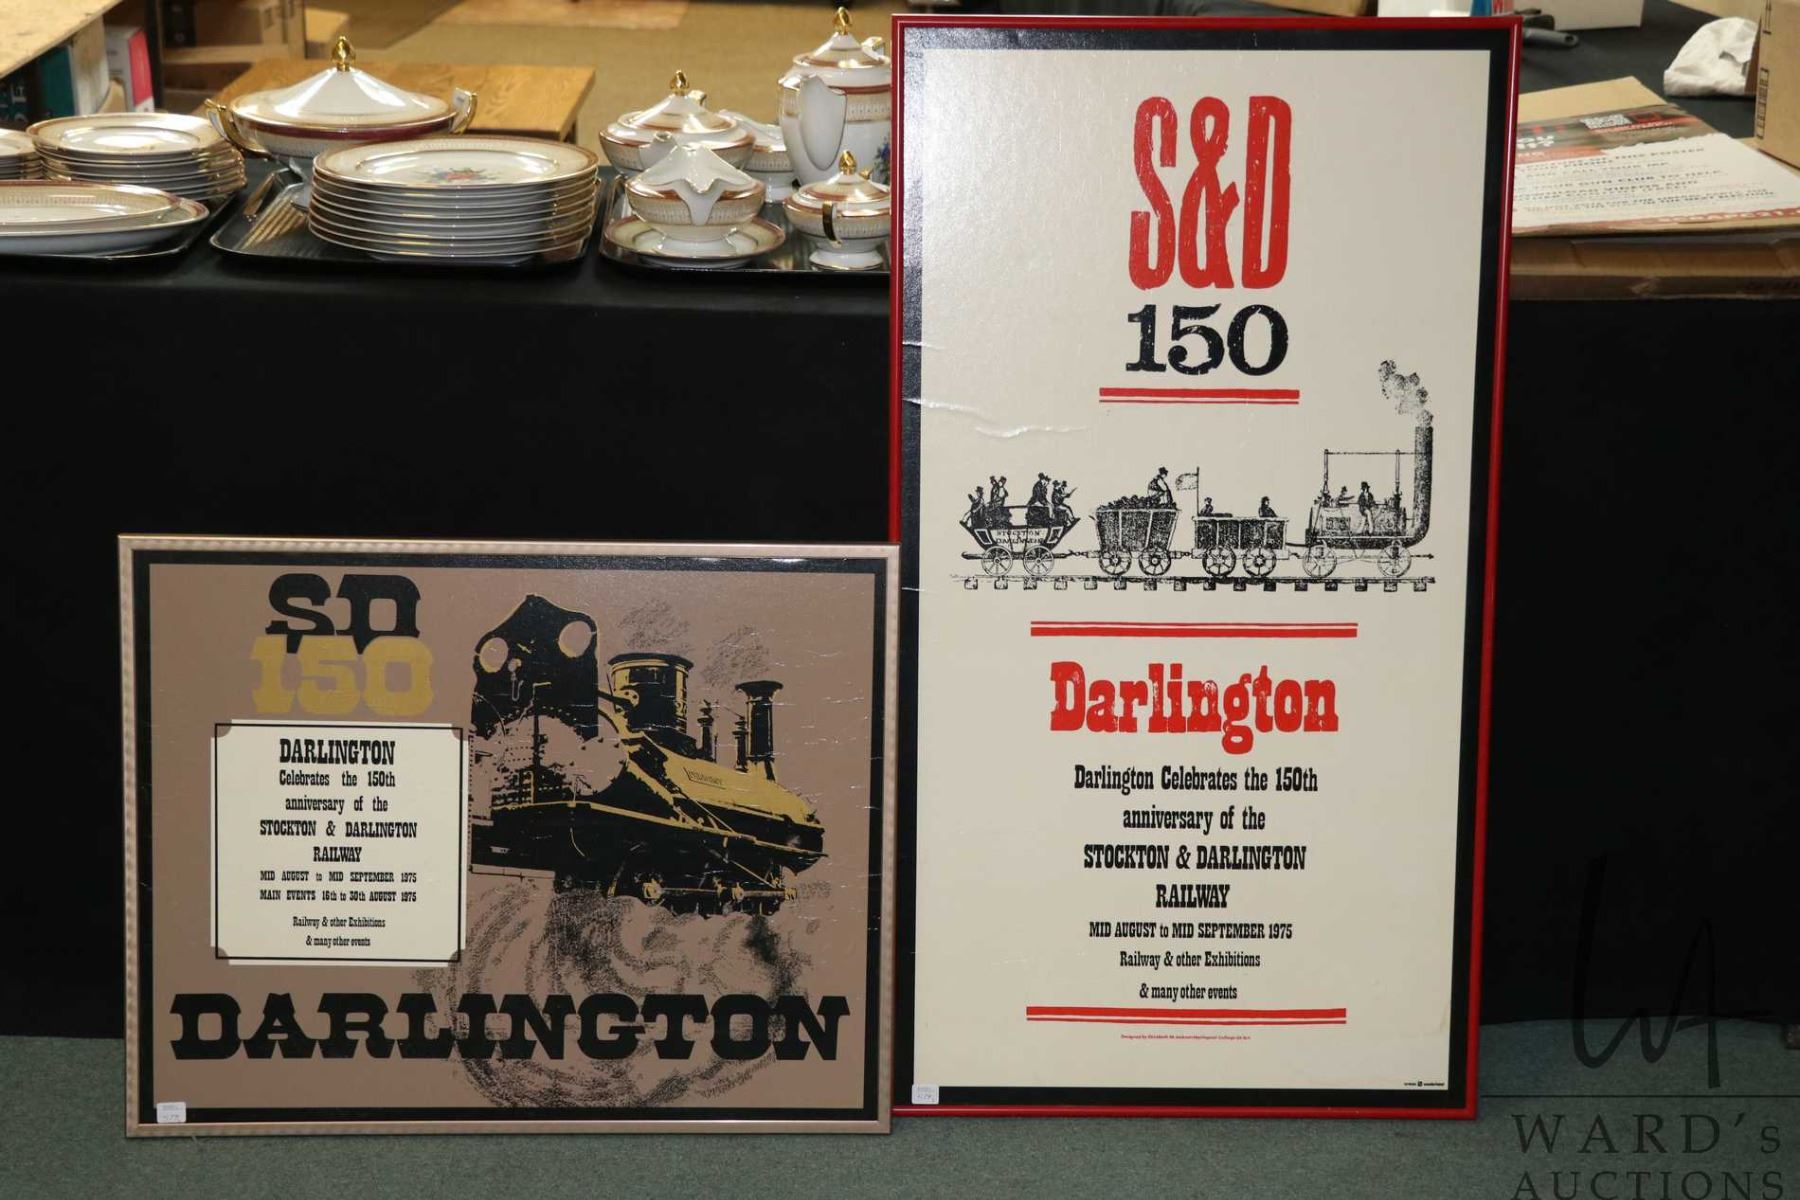 SD
150
DARLINGTON
Celebrates the 150th
anniversary of the
STOCKTON & DARLINGTON
RAILWAY
MID AUGUST to MID SEPTEMBER 1975
MAIN EVENTS 16th to 30th AUGUST 1975
Railway & other Exhibitions
& many other events
DARLINGTON
S&D
150
STOCKTON
Darlington
Darlington Celebrates the 150th
anniversary of the
STOCKTON & DARLINGTON
RAILWAY
MID AUGUST to MID SEPTEMBER 1975
Railway & other Exhibitions
& many other events
WARD's
AUCTIONS